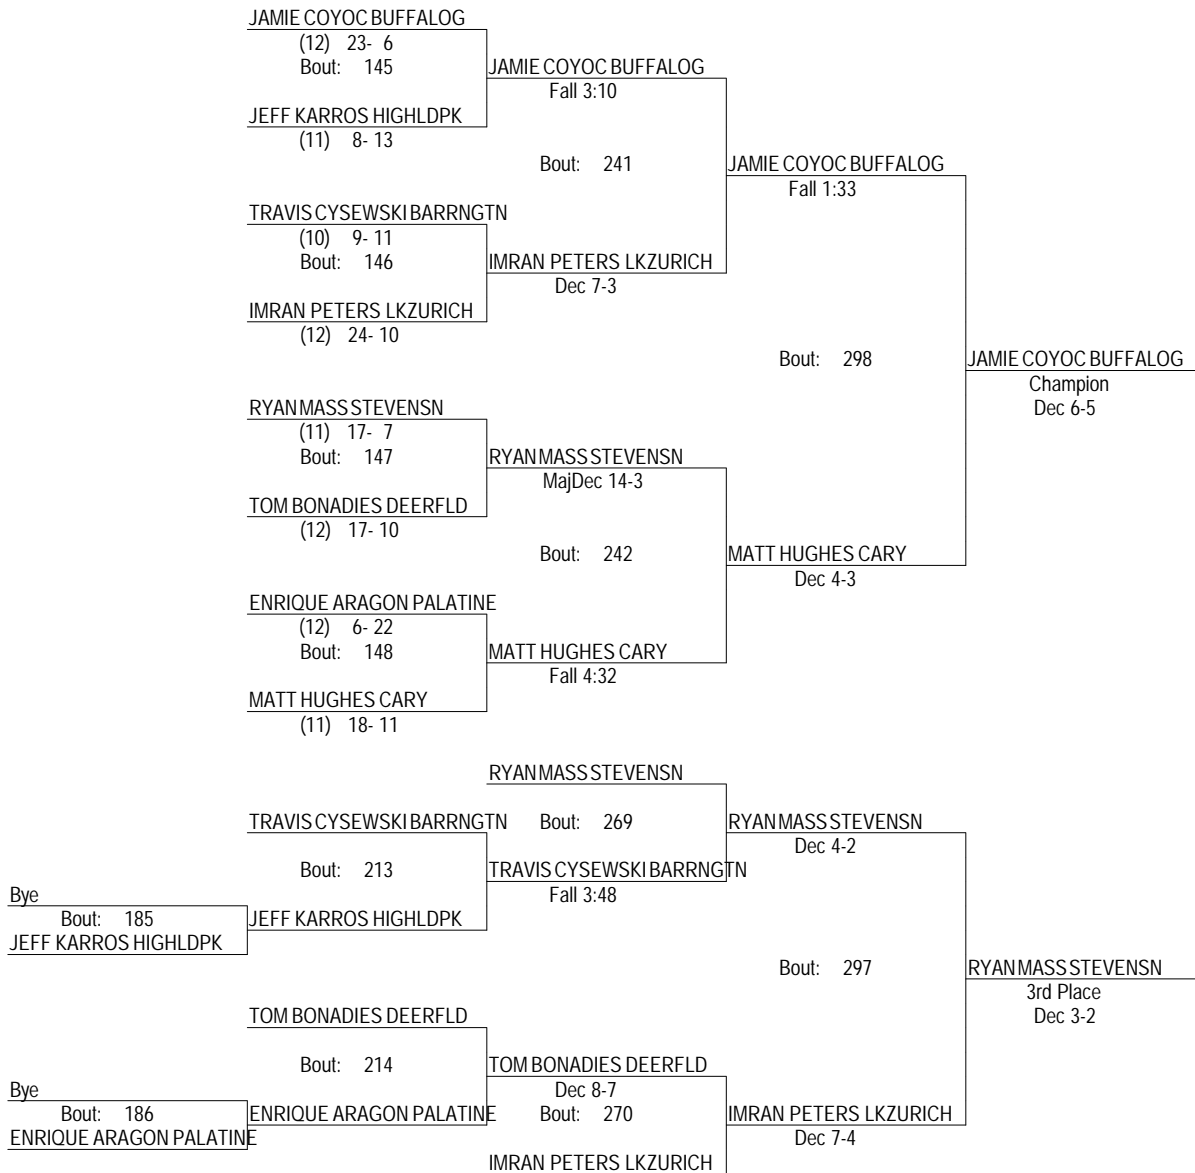 JAMIE COYOC BUFFALOG
(12) 23- 6
Bout: 145
JAMIE COYOC BUFFALOG
Fall 3:10
JEFF KARROS HIGHLDPK
(11) 8- 13
Bout: 241
JAMIE COYOC BUFFALOG
Fall 1:33
TRAVIS CYSEWSKI BARRNGTN
(10) 9- 11
Bout: 146
IMRAN PETERS LKZURICH
Dec 7-3
IMRAN PETERS LKZURICH
(12) 24- 10
Bout: 298
JAMIE COYOC BUFFALOG
Champion
Dec 6-5
RYAN MASS STEVENSN
(11) 17- 7
Bout: 147
RYAN MASS STEVENSN
MajDec 14-3
TOM BONADIES DEERFLD
(12) 17- 10
Bout: 242
MATT HUGHES CARY
Dec 4-3
ENRIQUE ARAGON PALATINE
(12) 6- 22
Bout: 148
MATT HUGHES CARY
Fall 4:32
MATT HUGHES CARY
(11) 18- 11
RYAN MASS STEVENSN
TRAVIS CYSEWSKI BARRNGTN
Bout: 269
RYAN MASS STEVENSN
Dec 4-2
Bout: 213
TRAVIS CYSEWSKI BARRNGTN
Fall 3:48
Bye
Bout: 185
JEFF KARROS HIGHLDPK
JEFF KARROS HIGHLDPK
Bout: 297
RYAN MASS STEVENSN
3rd Place
Dec 3-2
TOM BONADIES DEERFLD
Bout: 214
TOM BONADIES DEERFLD
Dec 8-7
Bye
Bout: 186
ENRIQUE ARAGON PALATINE
Bout: 270
IMRAN PETERS LKZURICH
Dec 7-4
ENRIQUE ARAGON PALATINE
IMRAN PETERS LKZURICH